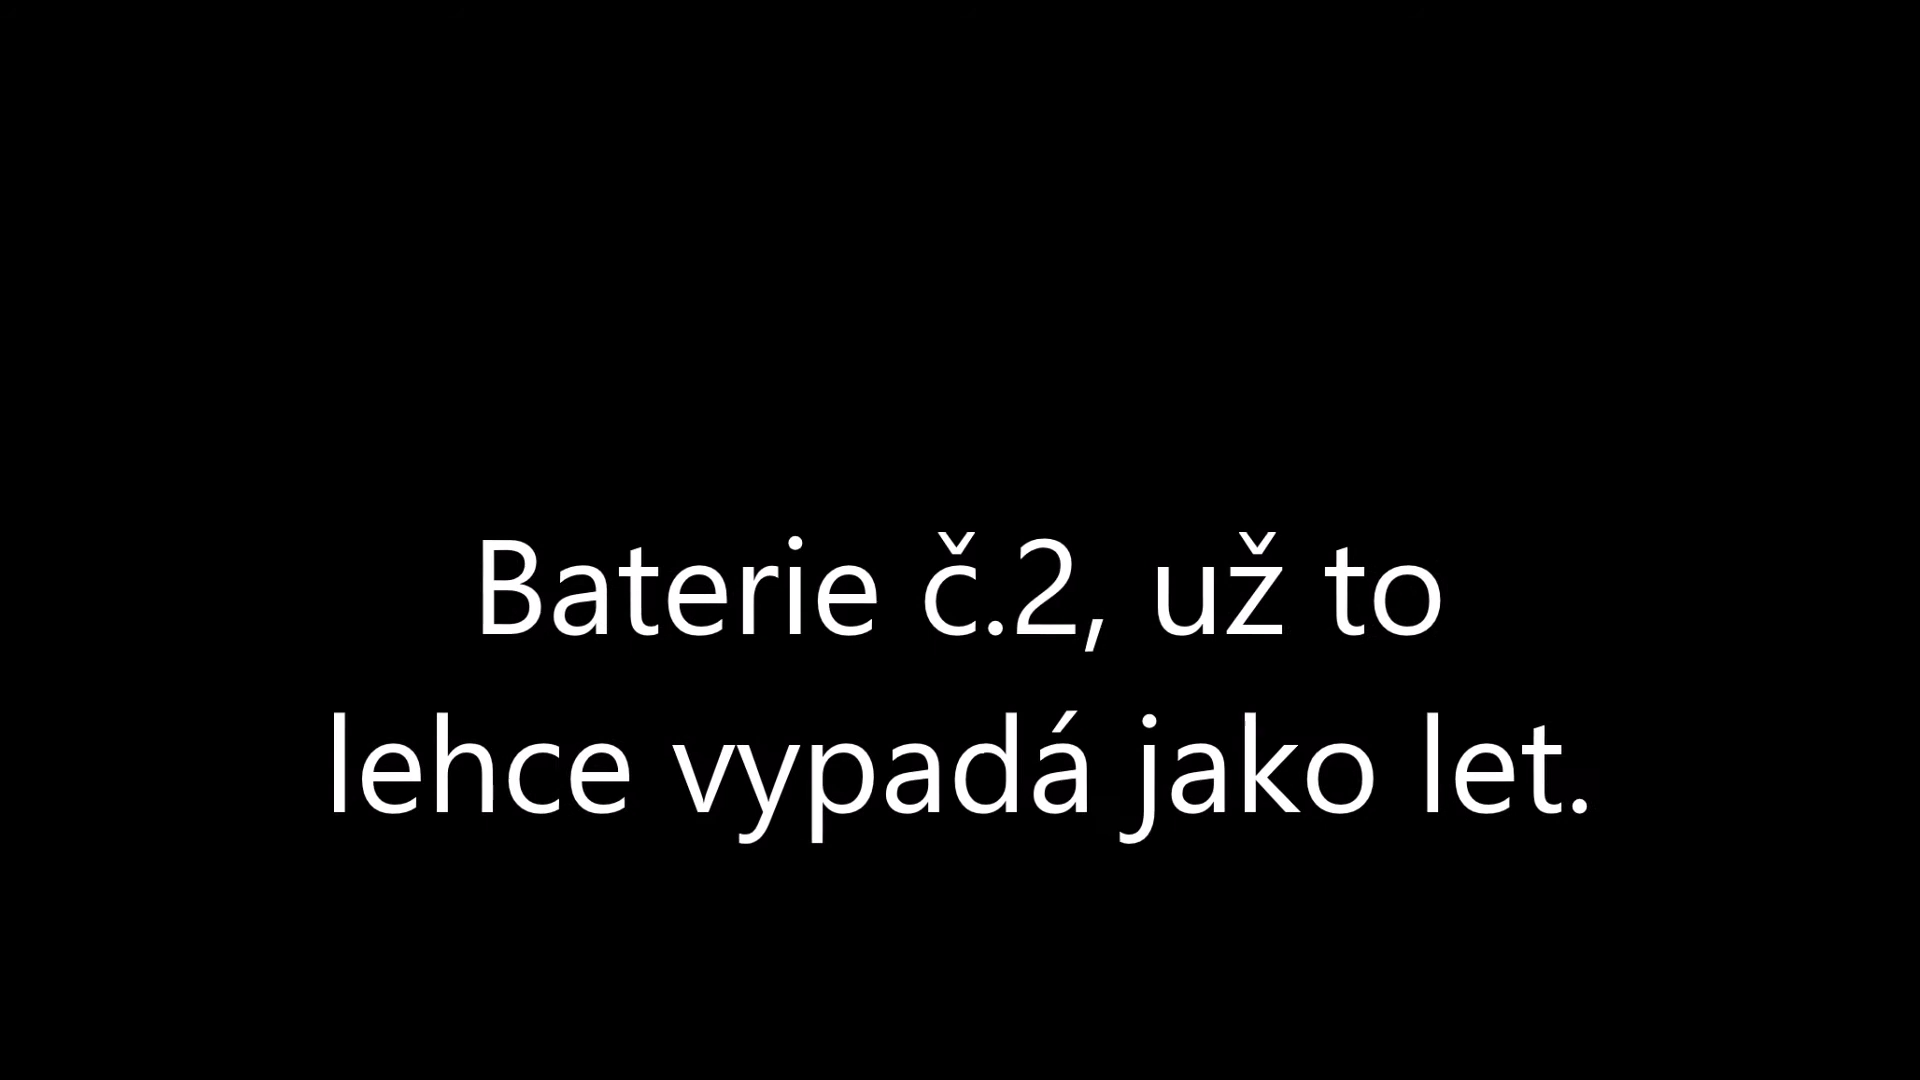 Baterie č.2, už to
lehce vypadá jako let.